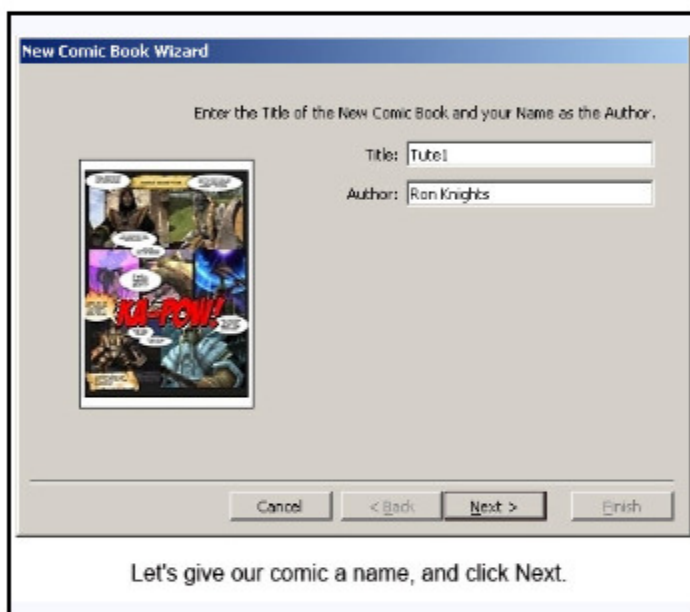 New Comic Book Wizard
Enter the Title of the New Comic Book and your Name as the Author.
Title: Tute1
Author: Ron Knights
KA-POW!
Cancel < Back Next > Finish
Let's give our comic a name, and click Next.